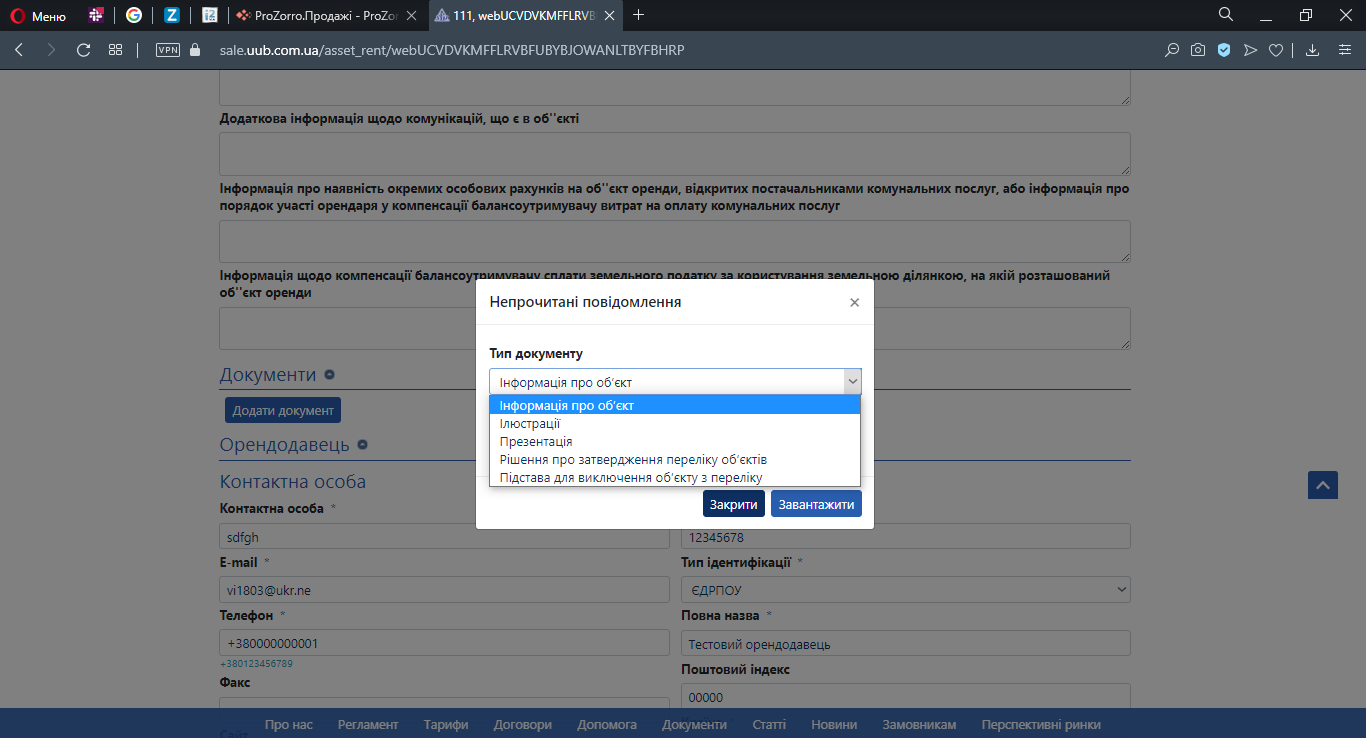 Меню
ProZorro.Продажі - ProZor
111, webUCVDVKMFFLRVB
VPN
sale.uub.com.ua/asset_rent/webUCVDVKMFFLRVBFUBYBJOWANLTBYFBHRP
Додаткова інформація щодо комунікацій, що є в об''єкті
Інформація про наявність окремих особових рахунків на об''єкт оренди, відкритих постачальниками комунальних послуг, або інформація про
порядок участі орендаря у компенсації балансоутримувачу витрат на оплату комунальних послуг
Інформація щодо компенсації балансоутримувачу сплати земельного податку за користування земельною ділянкою, на якій розташований
об''єкт оренди
Непрочитані повідомлення
×
Тип документу
Інформація про об'єкт
Інформація про об'єкт
Ілюстрації
Презентація
Рішення про затвердження переліку об'єктів
Підстава для виключення об'єкту з переліку
Закрити
Завантажити
Документи
Додати документ
Орендодавець
Контактна особа
Контактна особа *
sdfgh
12345678
E-mail *
Тип ідентифікації *
vi1803@ukr.ne
ЄДРПОУ
Телефон *
Повна назва *
+380000000001
Тестовий орендодавець
+380123456789
Поштовий індекс
Факс
00000
Про нас
Регламент
Тарифи
Договори
Допомога
Документи
Статті
Новини
Замовникам
Перспективні ринки
Сайт